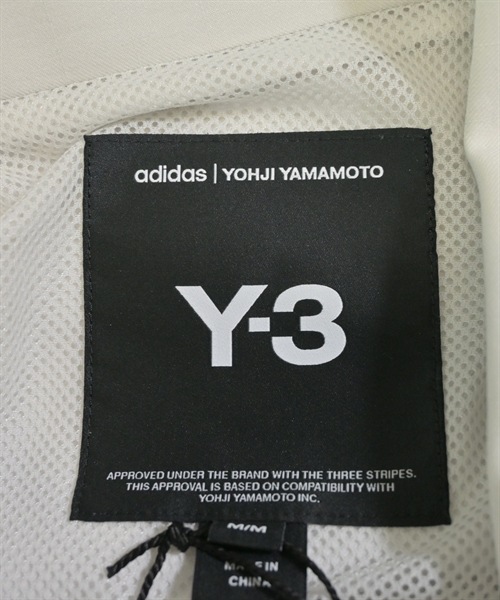 adidas | YOHJI YAMAMOTO
Y-3
APPROVED UNDER THE BRAND WITH THE THREE STRIPES.
THIS APPROVAL IS BASED ON COMPATIBILITY WITH
YOHJI YAMAMOTO INC.
M/M
MADE IN
CHINA